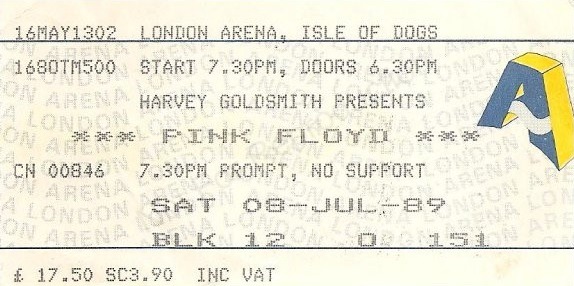 16MAY1302 LONDON ARENA, ISLE OF DOGS
1680TM500 START 7.30PM, DOORS 6.30PM
HARVEY GOLDSMITH PRESENTS
*** PINK FLOYD ***
CN 00846 7.30PM PROMPT, NO SUPPORT
SAT 08-JUL-89
BLK 12 O 151
£ 17.50 SC3.90 INC VAT